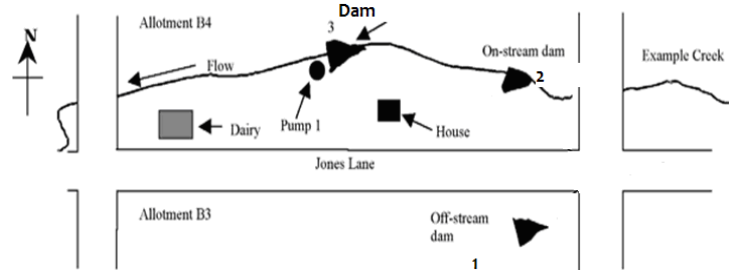 Dam
Allotment B4
3
N
Flow
On-stream dam
2
Example Creek
Pump 1
Dairy
House
Jones Lane
Allotment B3
Off-stream
dam
1